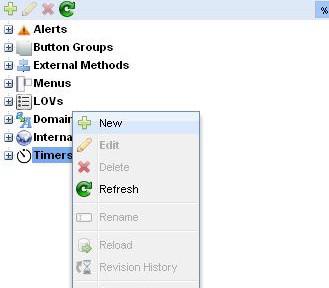 %
Alerts
Button Groups
External Methods
Menus
LOVs
Domain
Interna
Timers
New
Edit
Delete
Refresh
Rename
Reload
Revision History